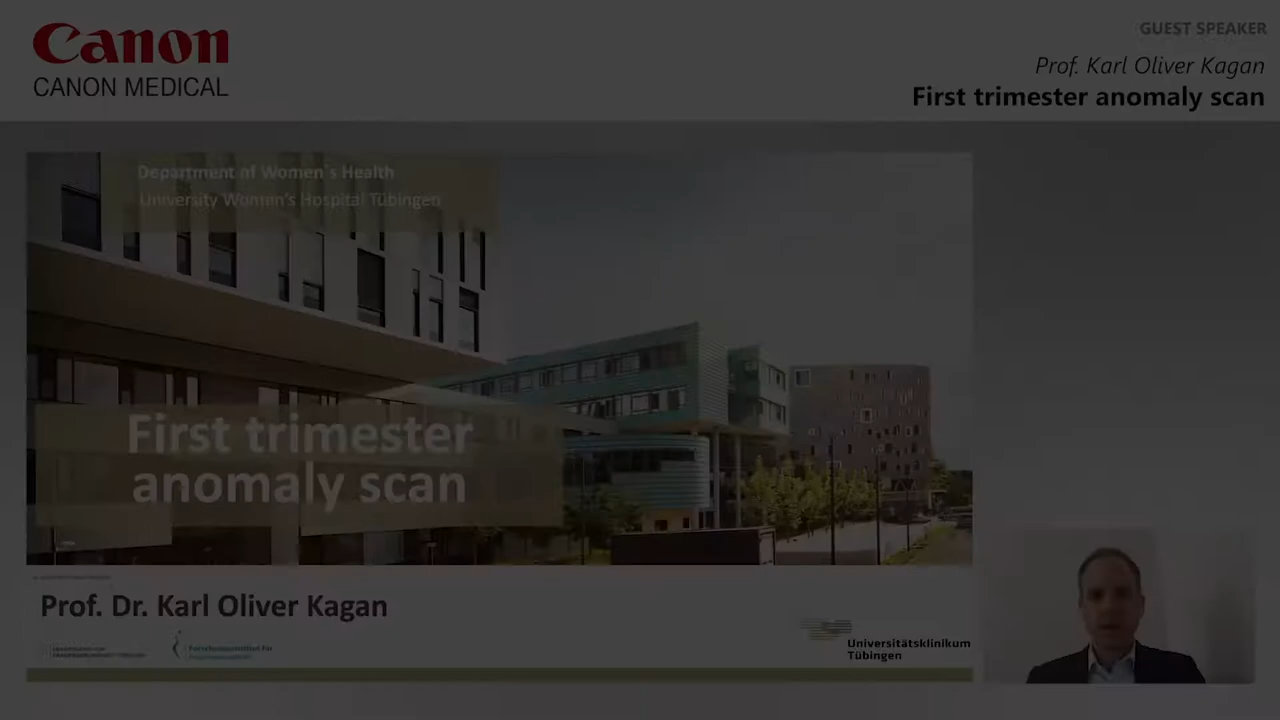 Canon
CANON MEDICAL
GUEST SPEAKER
Prof. Karl Oliver Kagan
First trimester anomaly scan
Department of Women's Health
University Women's Hospital Tübingen
First trimester
anomaly scan
Prof. Dr. Karl Oliver Kagan
Universitätsklinikum
Tübingen